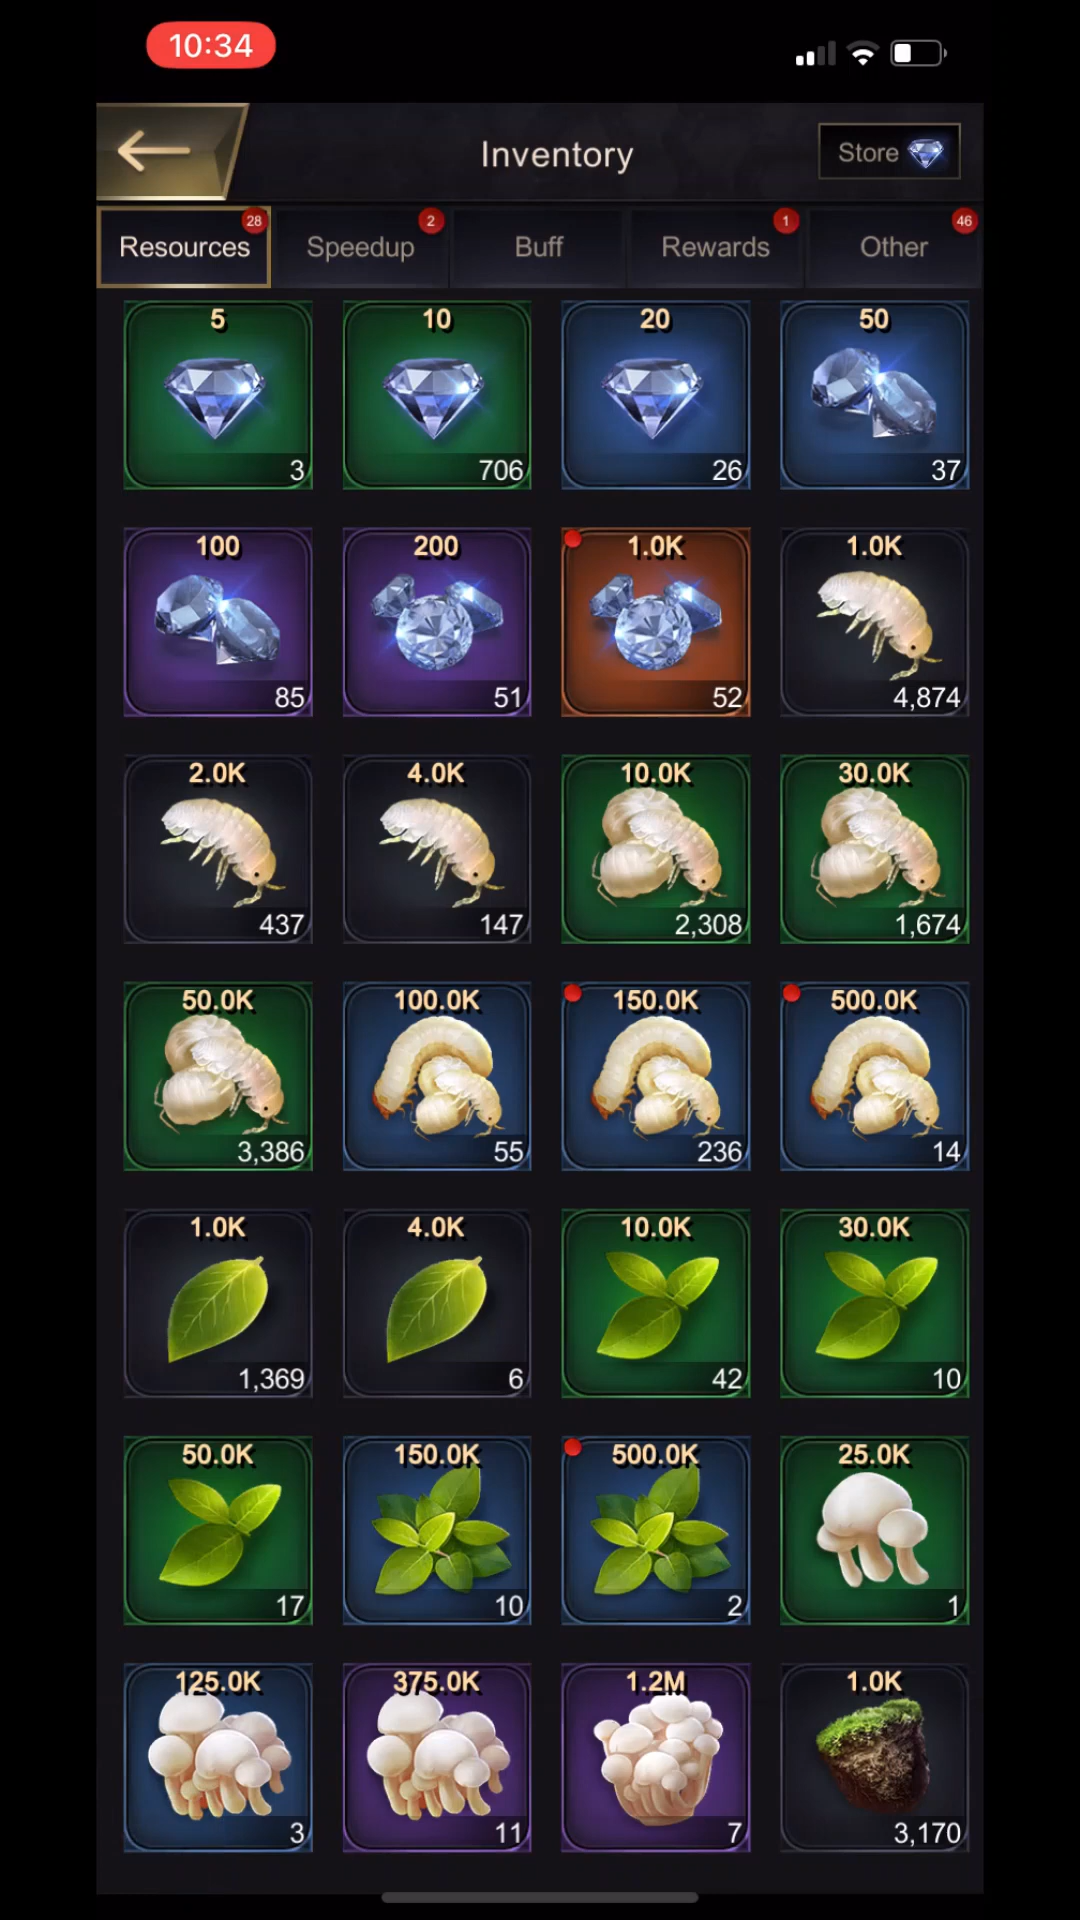 10:34
Inventory
Store
Resources 28
Speedup 2
Buff
Rewards 1
Other 46
5 10 20 50
3 706 26 37
100 200 1.0K 1.0K
85 51 52 4,874
2.0K 4.0K 10.0K 30.0K
437 147 2,308 1,674
50.0K 100.0K 150.0K 500.0K
3,386 55 236 14
1.0K 4.0K 10.0K 30.0K
1,369 6 42 10
50.0K 150.0K 500.0K 25.0K
17 10 2 1
125.0K 375.0K 1.2M 1.0K
3 11 7 3,170